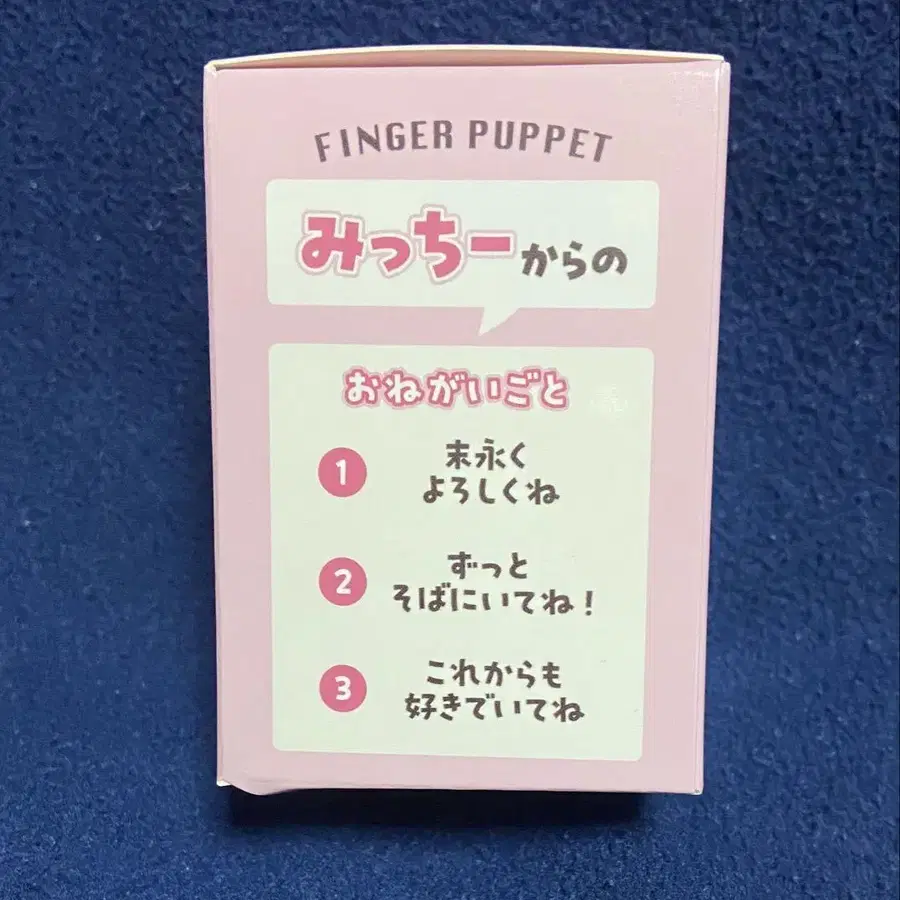 FINGER PUPPET
みっちーからの
おねがいごと
1
末永く
よろしくね
2
ずっと
そばにいてね！
3
これからも
好きでいてね